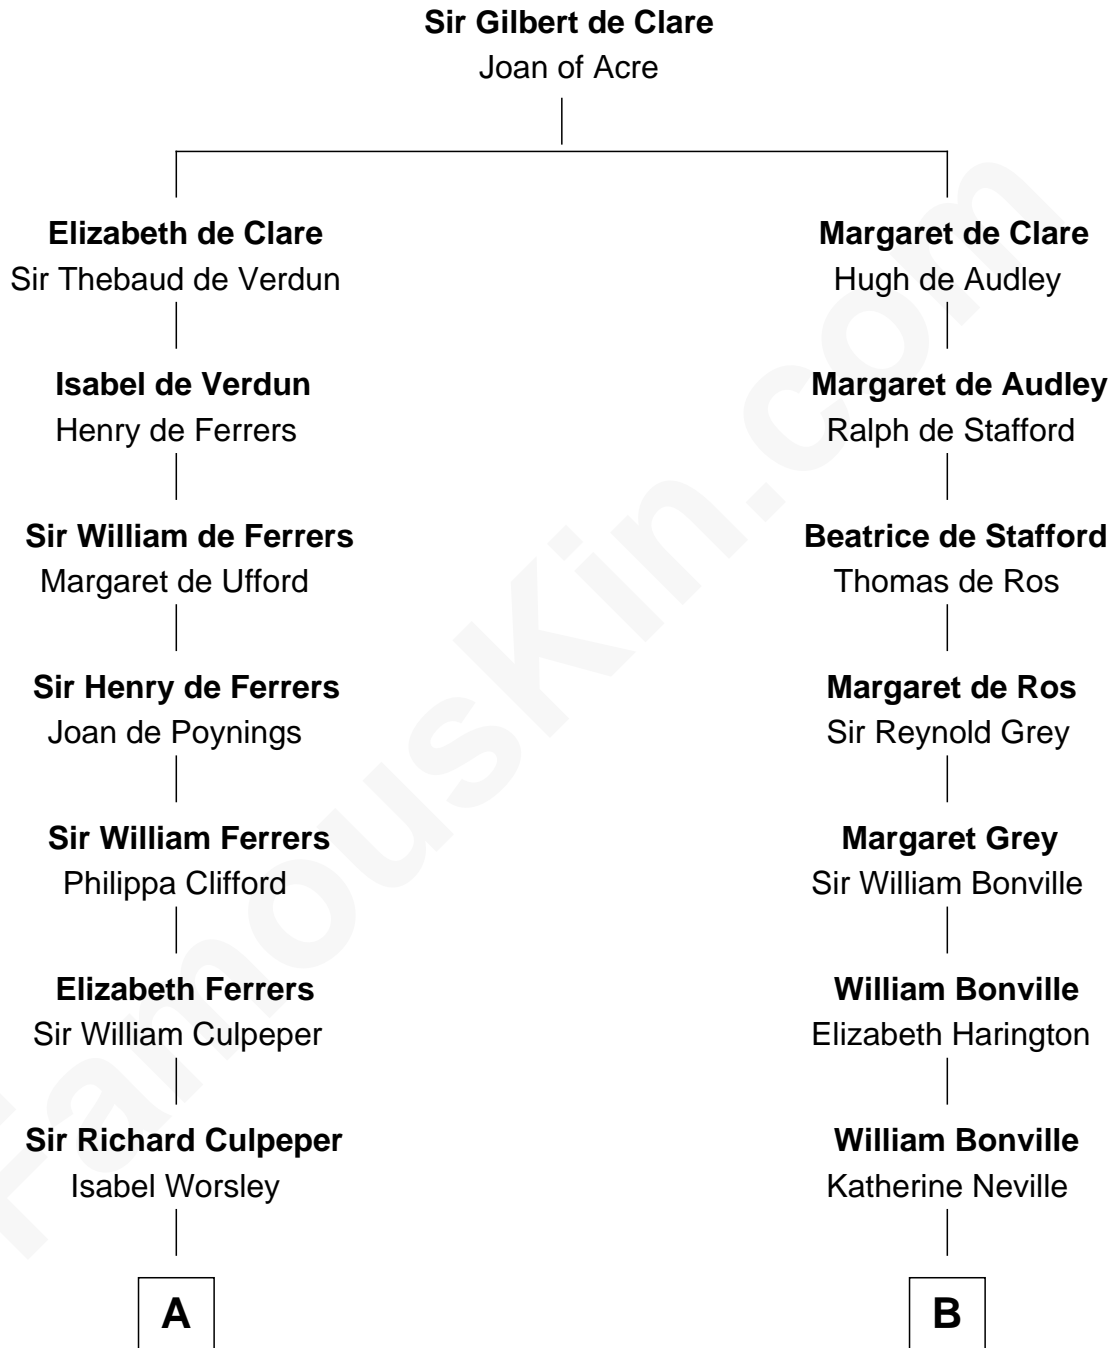 Sir Gilbert de Clare
Joan of Acre
Elizabeth de Clare
Sir Thebaud de Verdun
Margaret de Clare
Hugh de Audley
Isabel de Verdun
Henry de Ferrers
Margaret de Audley
Ralph de Stafford
Sir William de Ferrers
Margaret de Ufford
Beatrice de Stafford
Thomas de Ros
Sir Henry de Ferrers
Joan de Poynings
Margaret de Ros
Sir Reynold Grey
Sir William Ferrers
Philippa Clifford
Margaret Grey
Sir William Bonville
Elizabeth Ferrers
Sir William Culpeper
William Bonville
Elizabeth Harington
Sir Richard Culpeper
Isabel Worsley
William Bonville
Katherine Neville
A
B
FamousKin.com